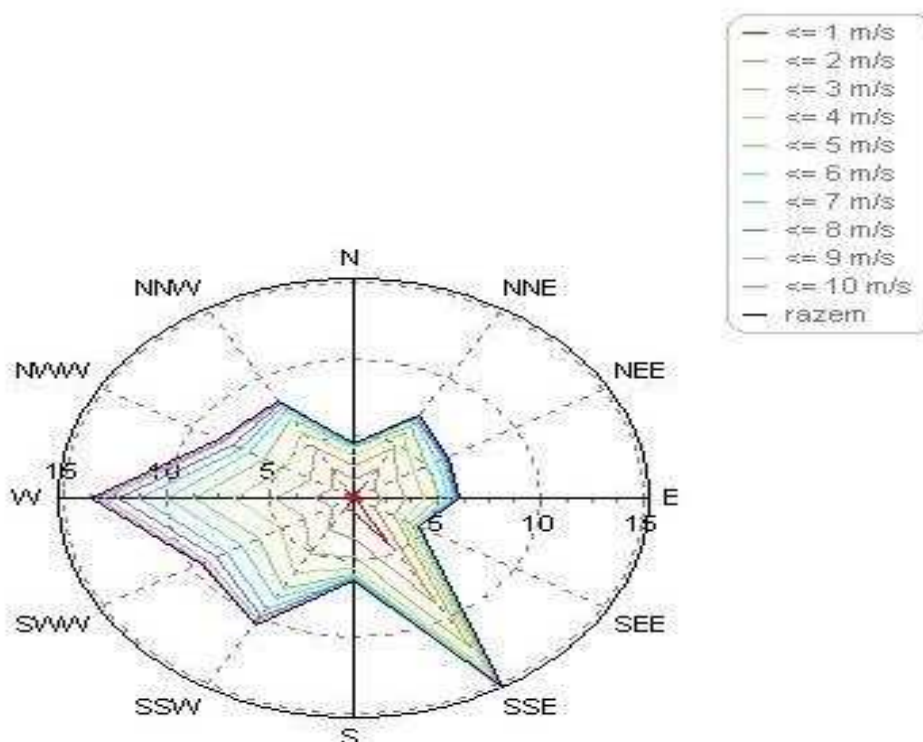 <= 1 m/s
<= 2 m/s
<= 3 m/s
<= 4 m/s
<= 5 m/s
<= 6 m/s
<= 7 m/s
<= 8 m/s
<= 9 m/s
<= 10 m/s
razem
N
NNW NNE
NWW NEE
15 10 5
W E
5 10 15
SWW SEE
SSW SSE
S